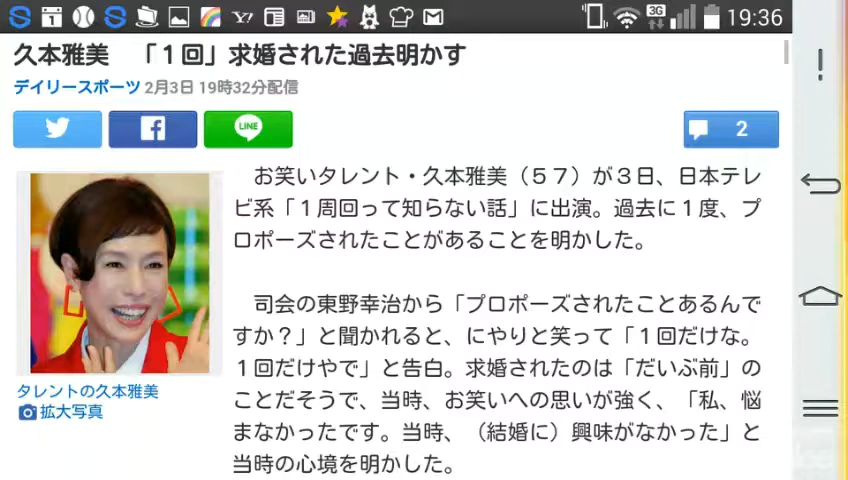 3G
19:36
久本雅美　「１回」求婚された過去明かす
デイリースポーツ 2月3日 19時32分配信
LINE
2
お笑いタレント・久本雅美（５７）が３日、日本テレ
ビ系「１周回って知らない話」に出演。過去に１度、プ
ロポーズされたことがあることを明かした。
司会の東野幸治から「プロポーズされたことあるんで
すか？」と聞かれると、にやりと笑って「１回だけな。
１回だけやで」と告白。求婚されたのは「だいぶ前」の
ことだそうで、当時、お笑いへの思いが強く、「私、悩
まなかったです。当時、（結婚に）興味がなかった」と
当時の心境を明かした。
タレントの久本雅美
拡大写真